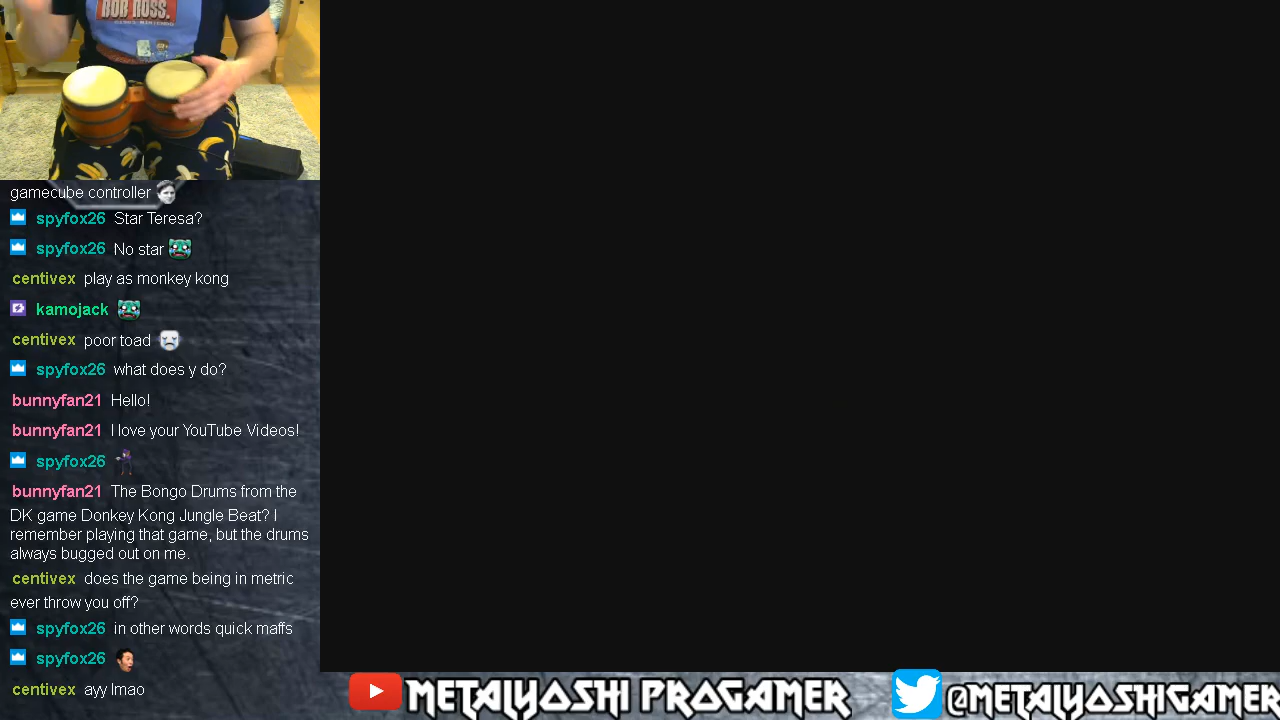 BOB ROSS.
gamecube controller
spyfox26 Star Teresa?
spyfox26 No star
centivex play as monkey kong
kamojack
centivex poor toad
spyfox26 what does y do?
bunnyfan21 Hello!
bunnyfan21 I love your YouTube Videos!
spyfox26
bunnyfan21 The Bongo Drums from the
DK game Donkey Kong Jungle Beat? I
remember playing that game, but the drums
always bugged out on me.
centivex does the game being in metric
ever throw you off?
spyfox26 in other words quick maffs
spyfox26
centivex ayy lmao
METALYOSHI PROGAMER
@METALYOSHIGAMER